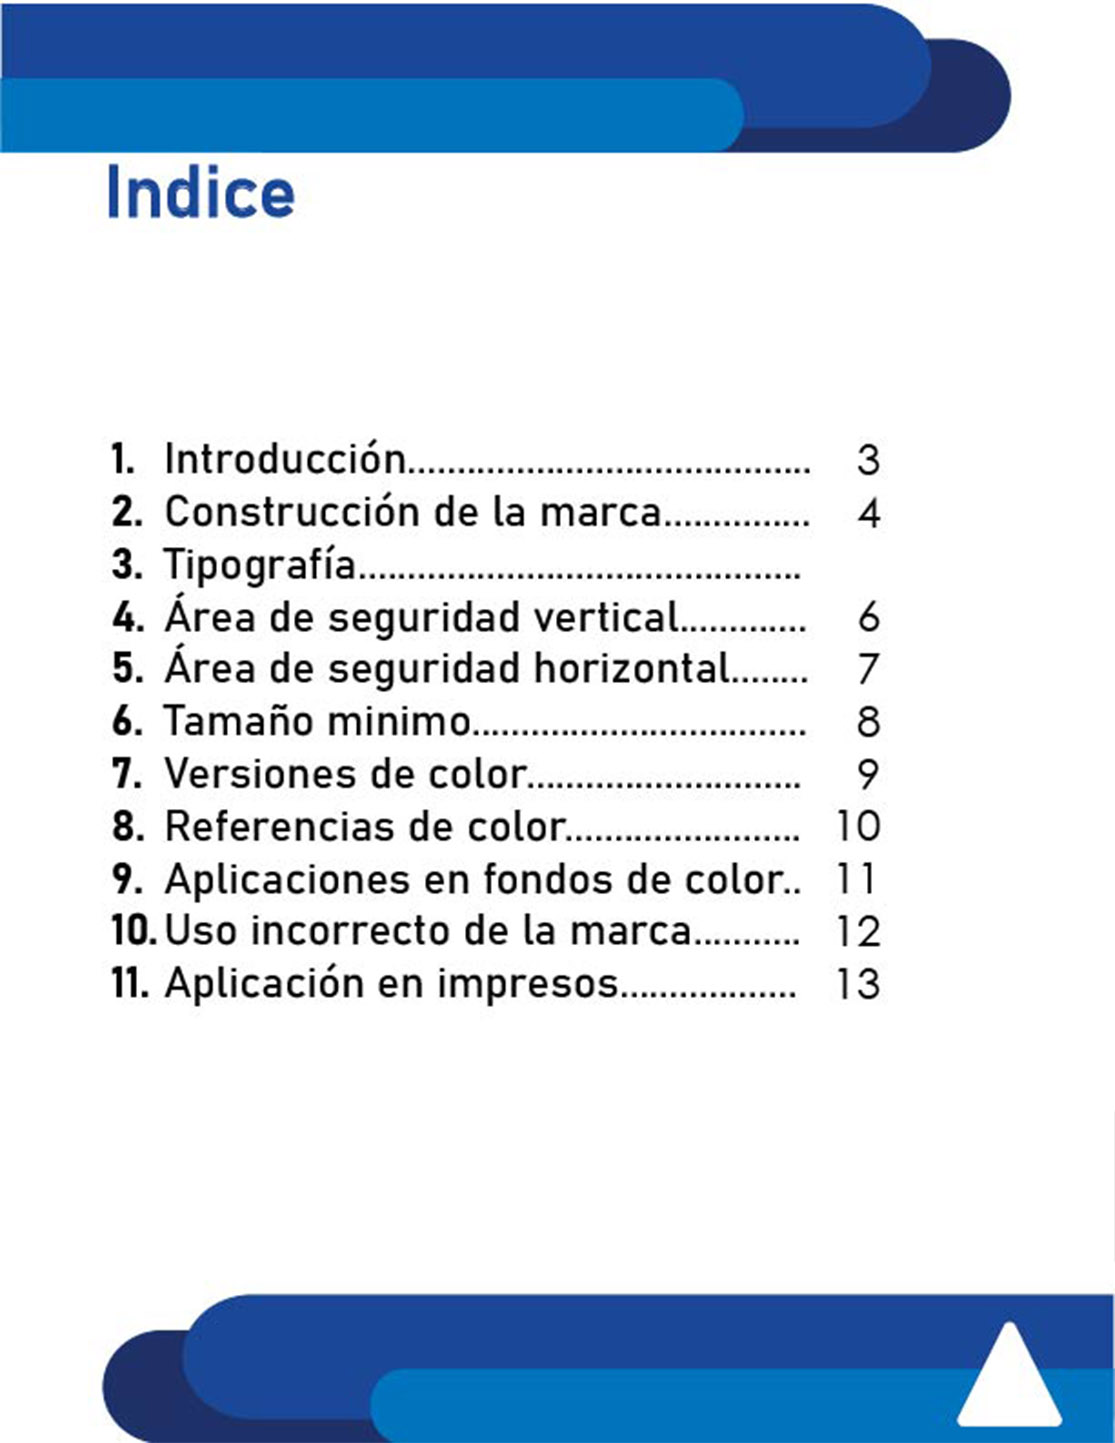 Indice
1. Introducción......................................... 3
2. Construcción de la marca............... 4
3. Tipografía.............................................
4. Área de seguridad vertical............. 6
5. Área de seguridad horizontal........ 7
6. Tamaño minimo.................................. 8
7. Versiones de color............................ 9
8. Referencias de color........................ 10
9. Aplicaciones en fondos de color.. 11
10. Uso incorrecto de la marca........... 12
11. Aplicación en impresos.................. 13